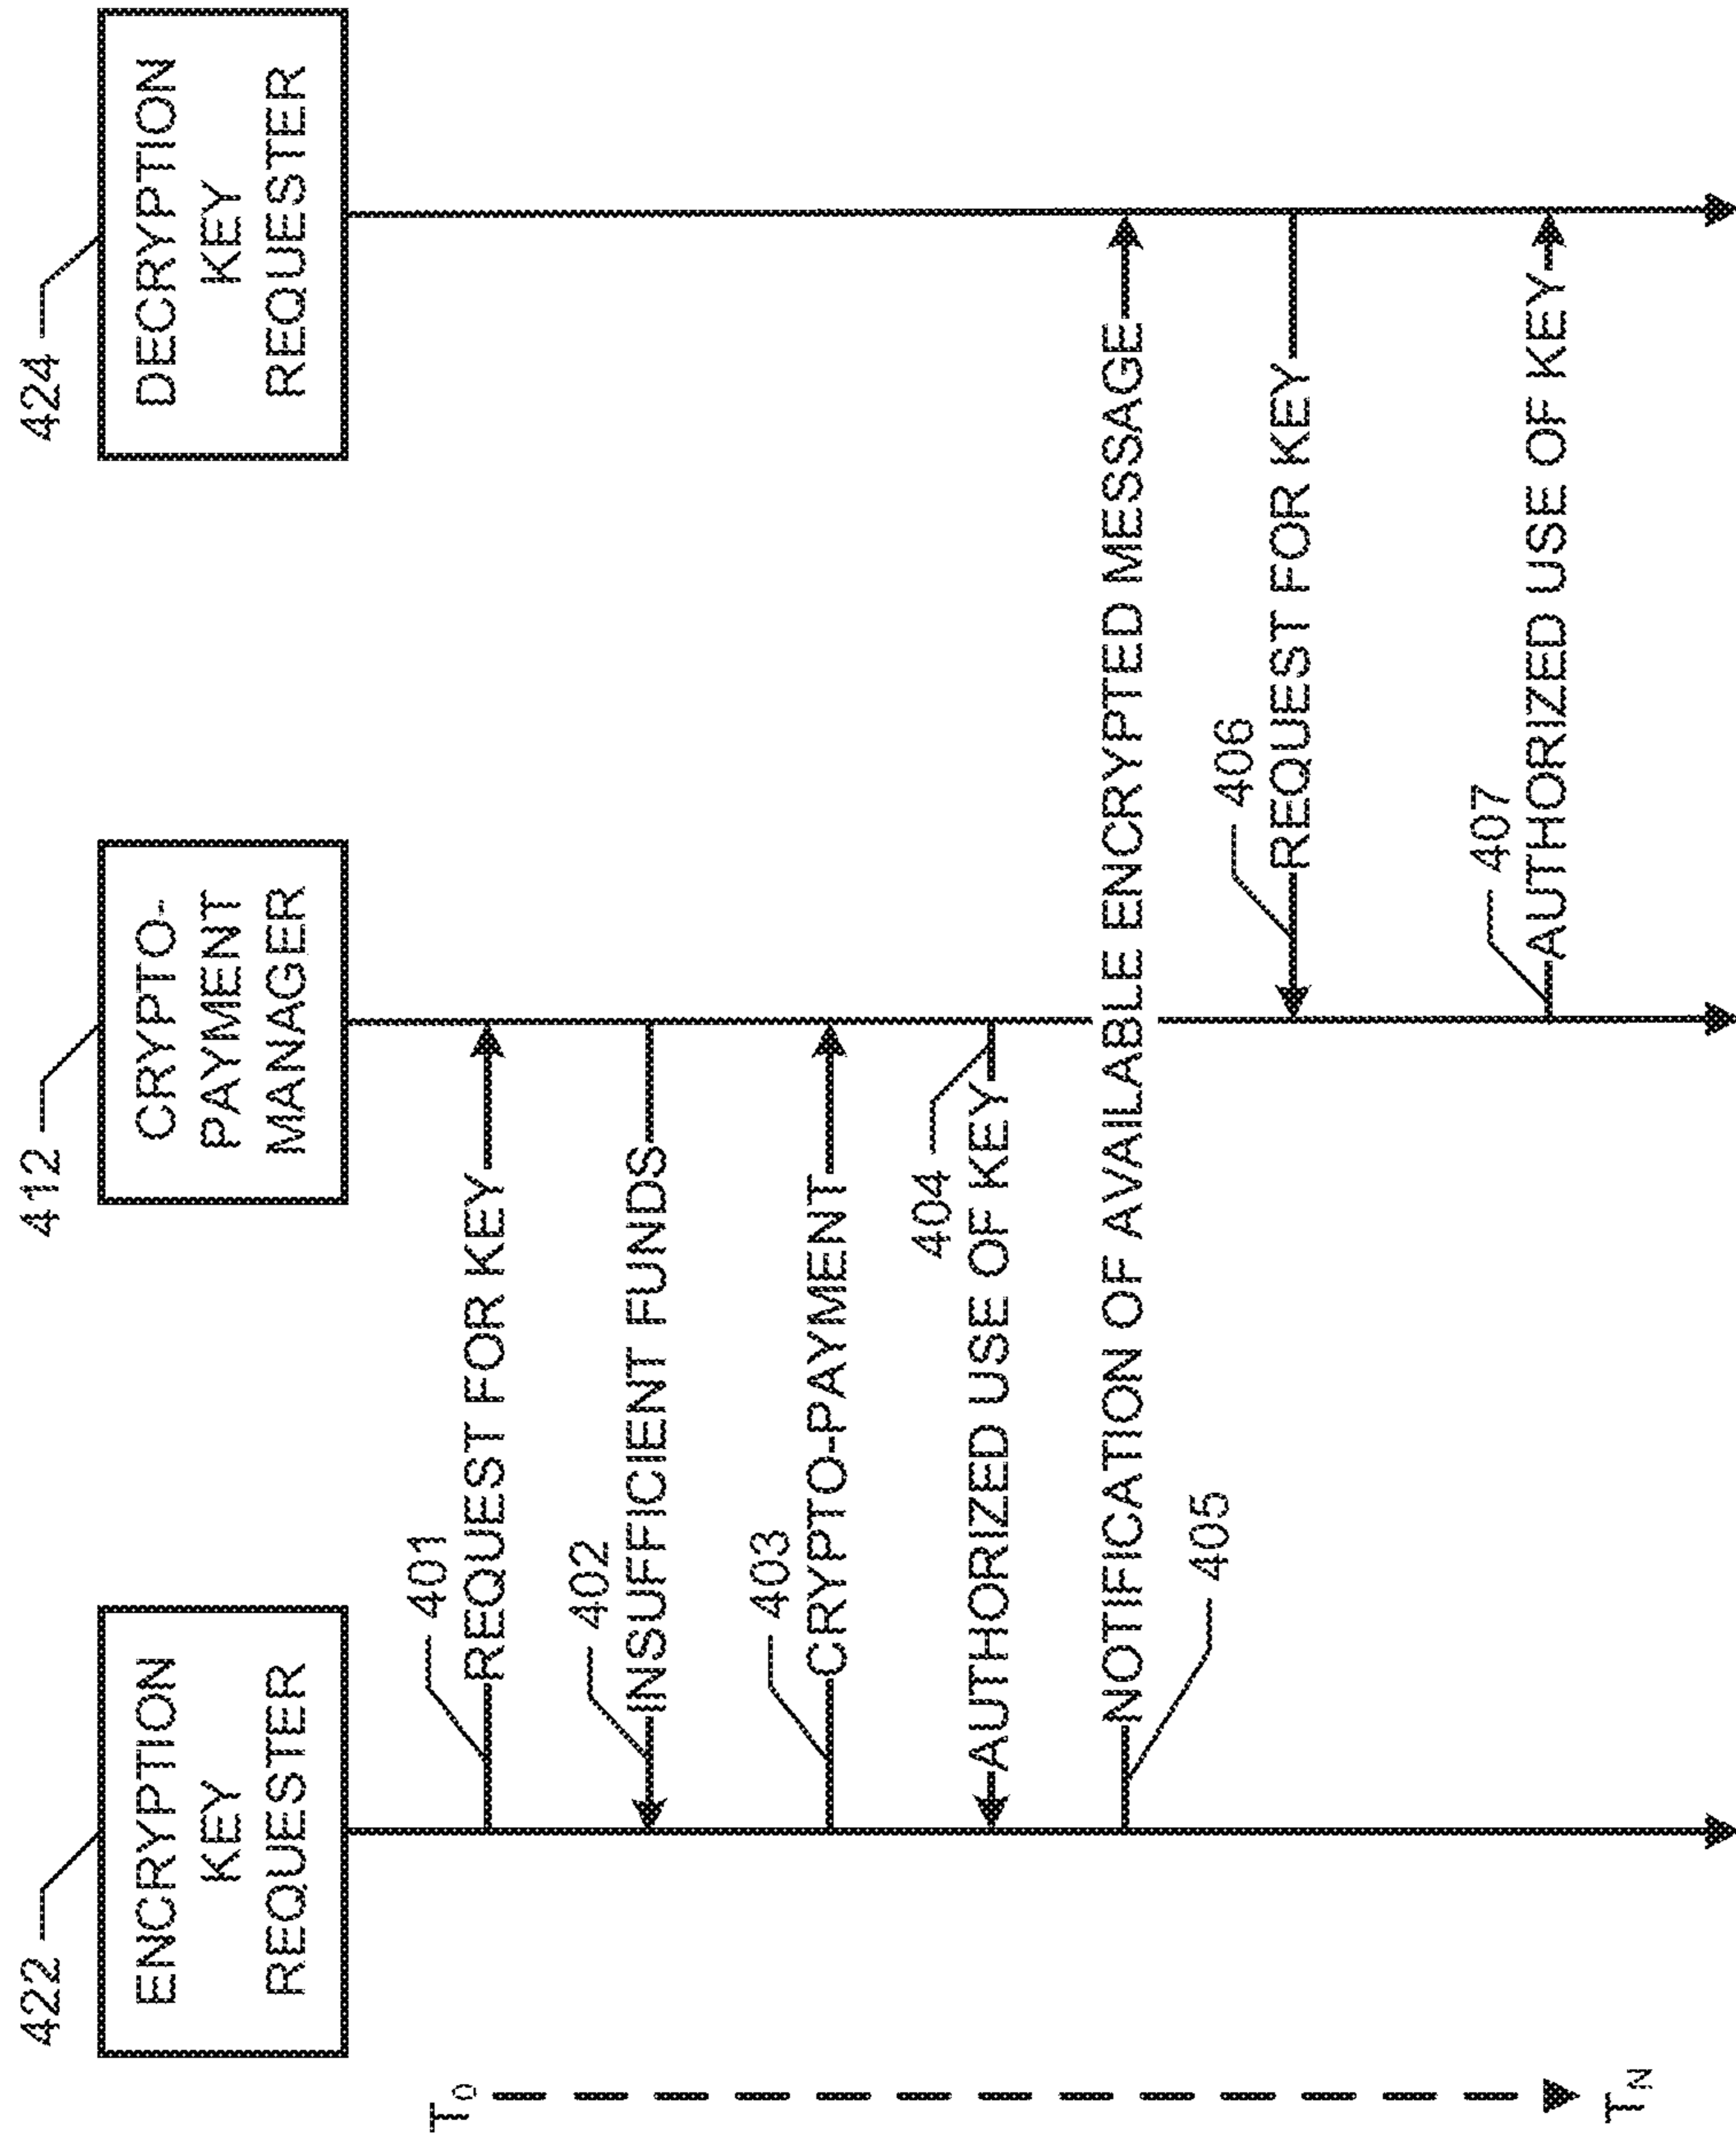 422
ENCRYPTION
KEY
REQUESTER
412
CRYPTO-
PAYMENT
MANAGER
424
DECRYPTION
KEY
REQUESTER
T0
401
REQUEST FOR KEY
402
INSUFFICIENT FUNDS
403
CRYPTO-PAYMENT
404
AUTHORIZED USE OF KEY
NOTIFICATION OF AVAILABLE ENCRYPTED MESSAGE
405
406
REQUEST FOR KEY
407
AUTHORIZED USE OF KEY
TN